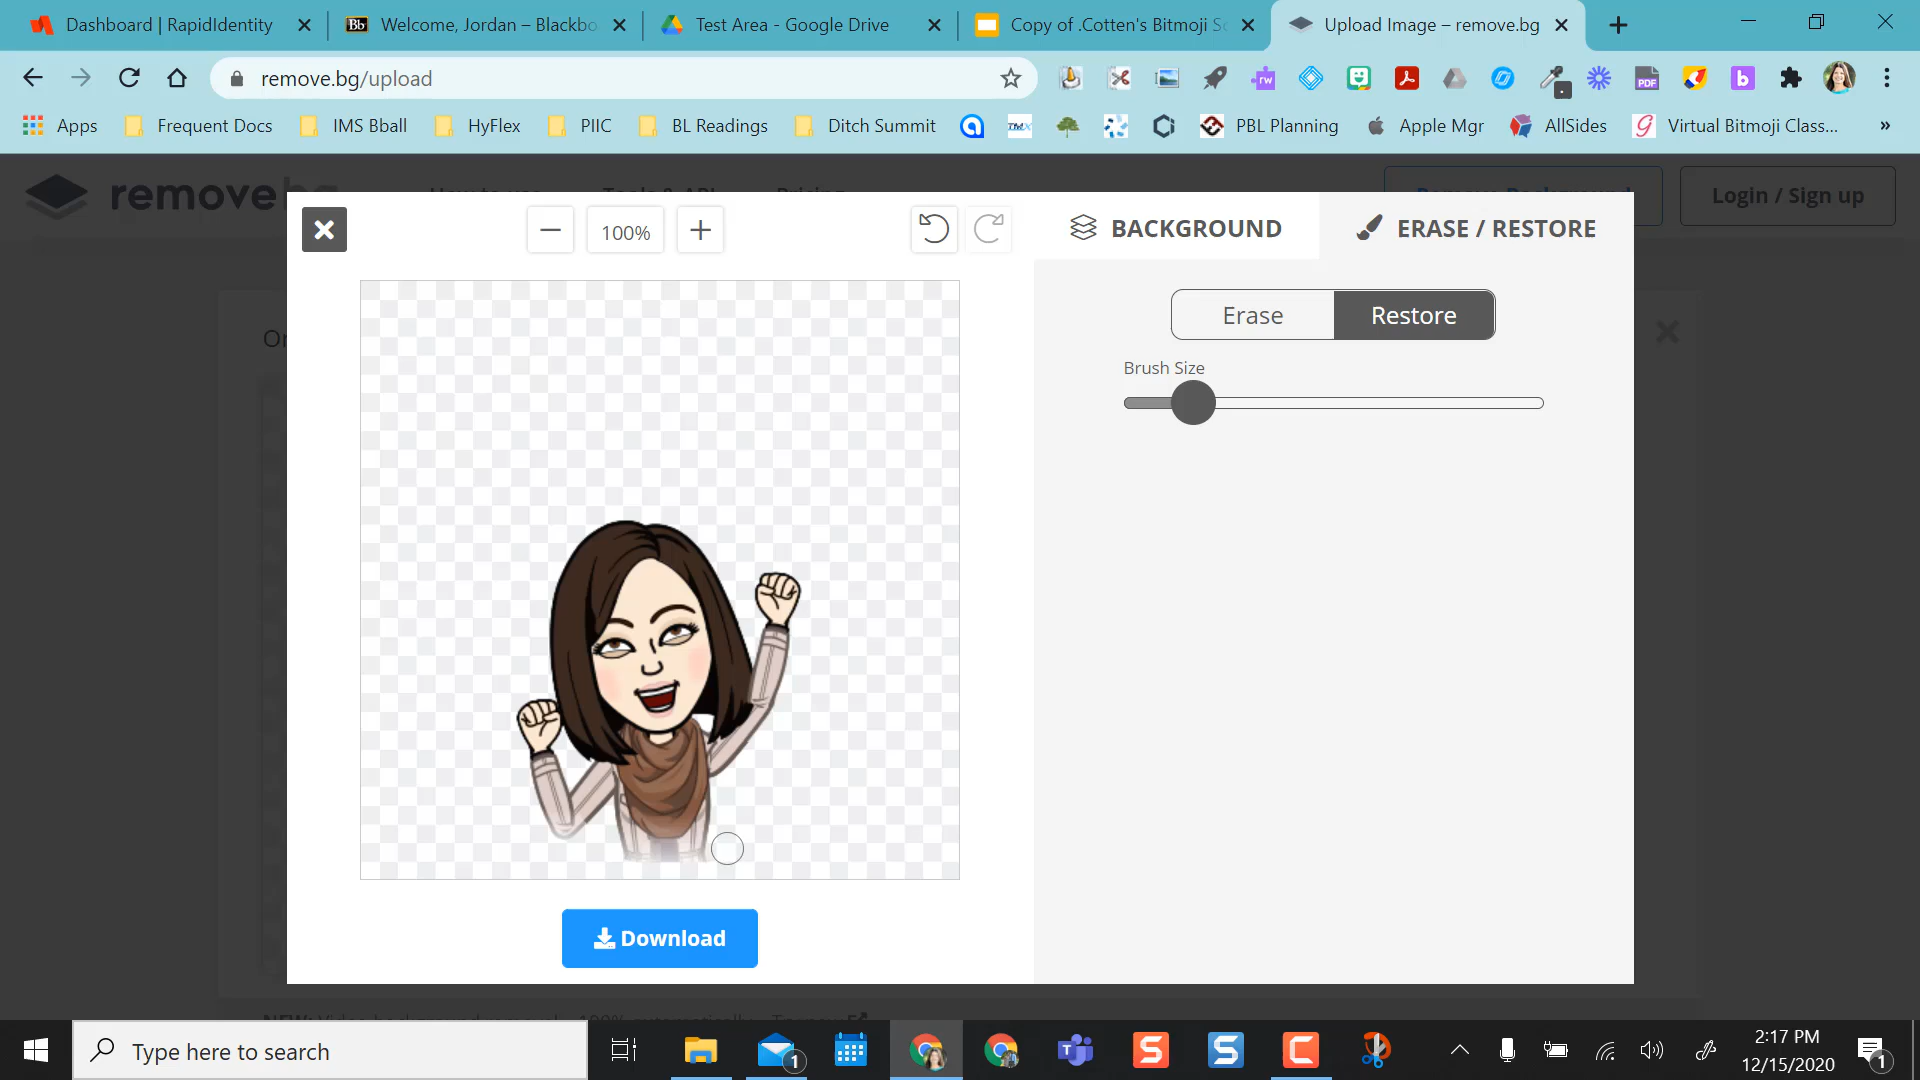 Dashboard | RapidIdentity
Welcome, Jordan – Blackbo
Test Area - Google Drive
Copy of .Cotten's Bitmoji Sc
Upload Image – remove.bg
remove.bg/upload
Apps
Frequent Docs
IMS Bball
HyFlex
PIIC
BL Readings
Ditch Summit
PBL Planning
Apple Mgr
AllSides
Virtual Bitmoji Class...
»
remove
Login / Sign up
100%
BACKGROUND
ERASE / RESTORE
Erase
Restore
Brush Size
Download
Type here to search
1
2:17 PM
12/15/2020
1